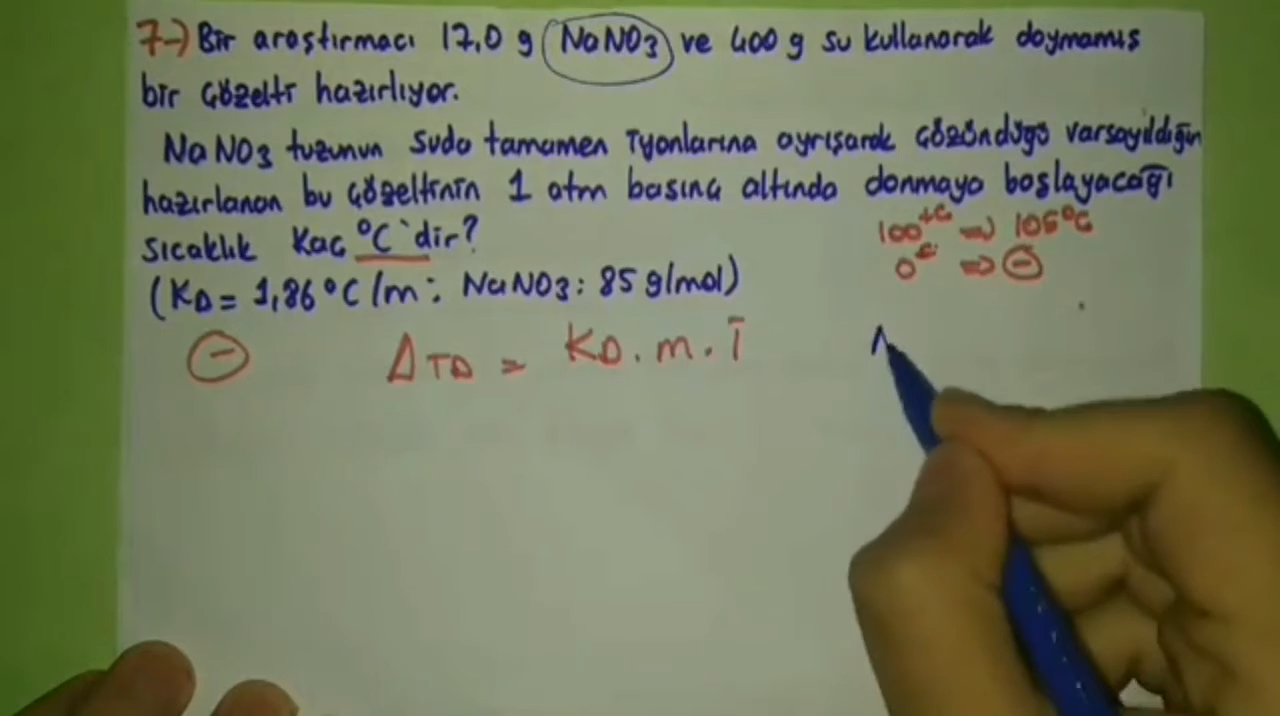 7-) Bir araştırmacı 17,0 g NaNO3 ve 400 g su kullanarak doymamış
bir çözelti hazırlıyor.
NaNO3 tuzunun suda tamamen iyonlarına ayrışarak çözündüğü varsayıldığın
hazırlanan bu çözeltinin 1 atm basınç altında donmaya başlayacağı
sıcaklık kaç °C'dir?
100°C => 105°C
0°C => -
(KD = 1,86 °C/m ; NaNO3 : 85 g/mol)
- ΔTD = KD . m . i